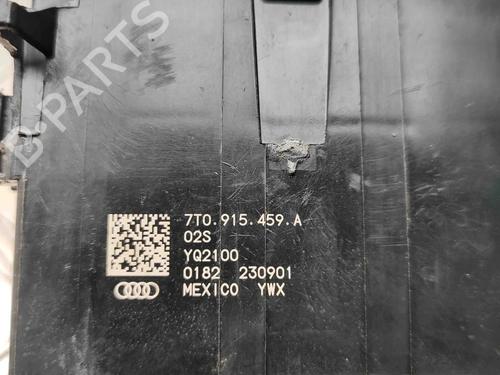 B-PARTS
7T0.915.459.A
02S
YQ2100
0182 230901
MEXICO YWX